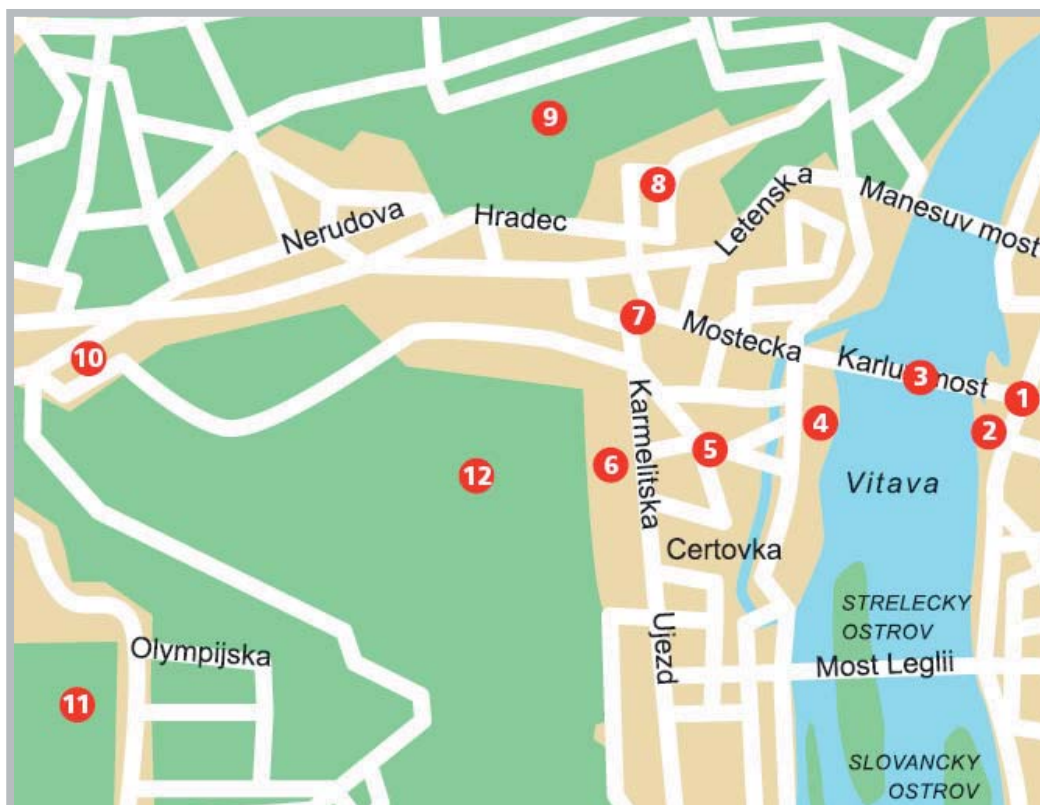 9
8
Letenska
Manesuv most
Nerudova
Hradec
7
Mostecka
10
Karluv most
3
1
2
4
Karmelitska
5
6
12
Vitava
Certovka
STRELECKY
OSTROV
Ujezd
Olympijska
Most Leglii
11
SLOVANCKY
OSTROV